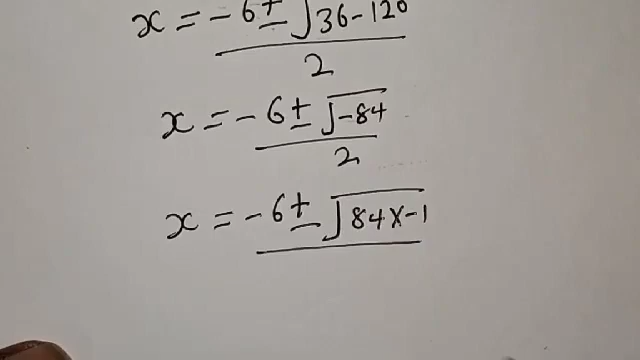 x = -6 ± √36-120
2
x = -6 ± √-84
2
x = -6 ± √84x-1